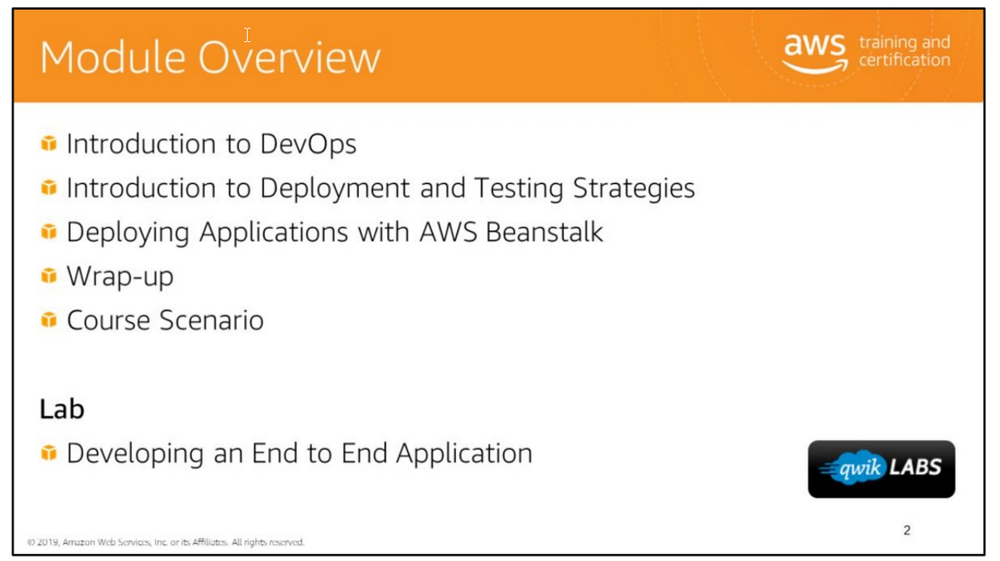 Module Overview
aws training and
certification
Introduction to DevOps
Introduction to Deployment and Testing Strategies
Deploying Applications with AWS Beanstalk
Wrap-up
Course Scenario
Lab
Developing an End to End Application
qwik LABS
2
© 2019, Amazon Web Services, Inc. or its Affiliates. All rights reserved.